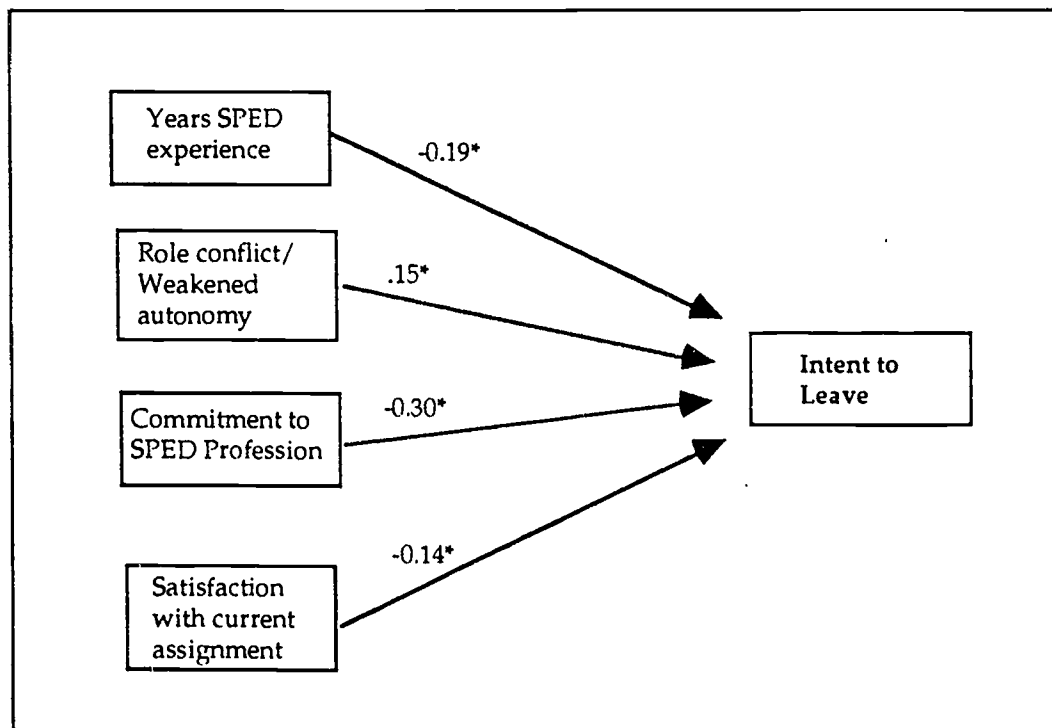 Years SPED
experience
-0.19*
Role conflict/
Weakened
autonomy
.15*
Commitment to
SPED Profession
-0.30*
Satisfaction
with current
assignment
-0.14*
Intent to
Leave